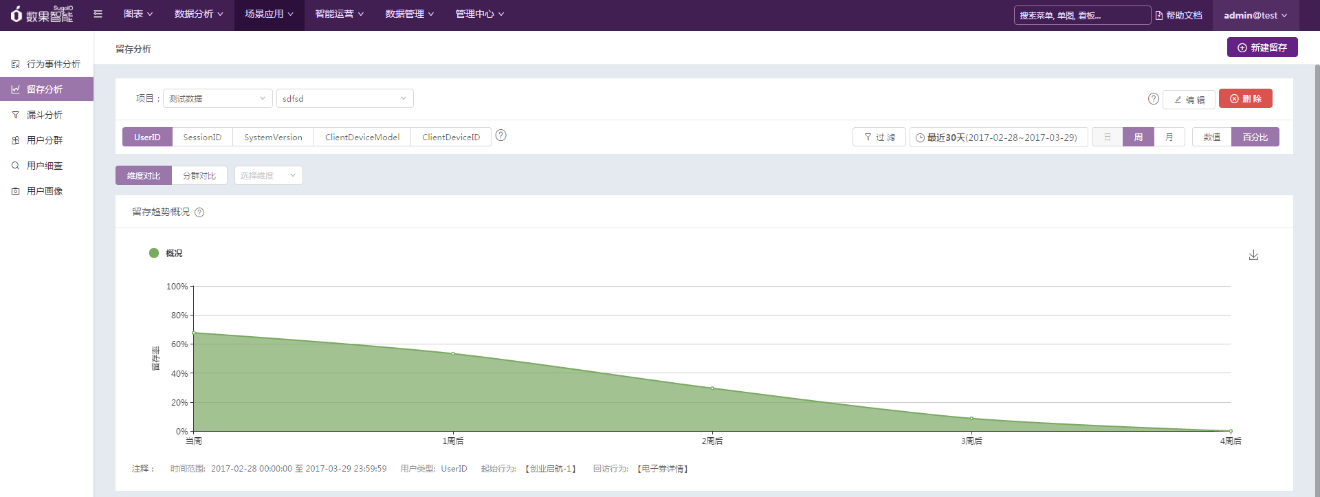 数果智能 SugoIO 图表 数据分析 场景应用 智能运营 数据管理 管理中心 搜索菜单, 单图, 看板... 帮助文档 admin@test
留存分析 新建留存
行为事件分析
留存分析
漏斗分析
用户分群
用户细查
用户画像
项目： 测试数据 sdfsd 编 辑 删 除
UserID SessionID SystemVersion ClientDeviceModel ClientDeviceID 过 滤 最近30天(2017-02-28~2017-03-29) 日 周 月 数值 百分比
维度对比 分群对比 选择维度
留存趋势概况
概况
100%
80%
60%
40%
20%
0%
留存率
当周 1周后 2周后 3周后 4周后
注释： 时间范围: 2017-02-28 00:00:00 至 2017-03-29 23:59:59 用户类型: UserID 起始行为: 【创业启航-1】 回访行为: 【电子券详情】